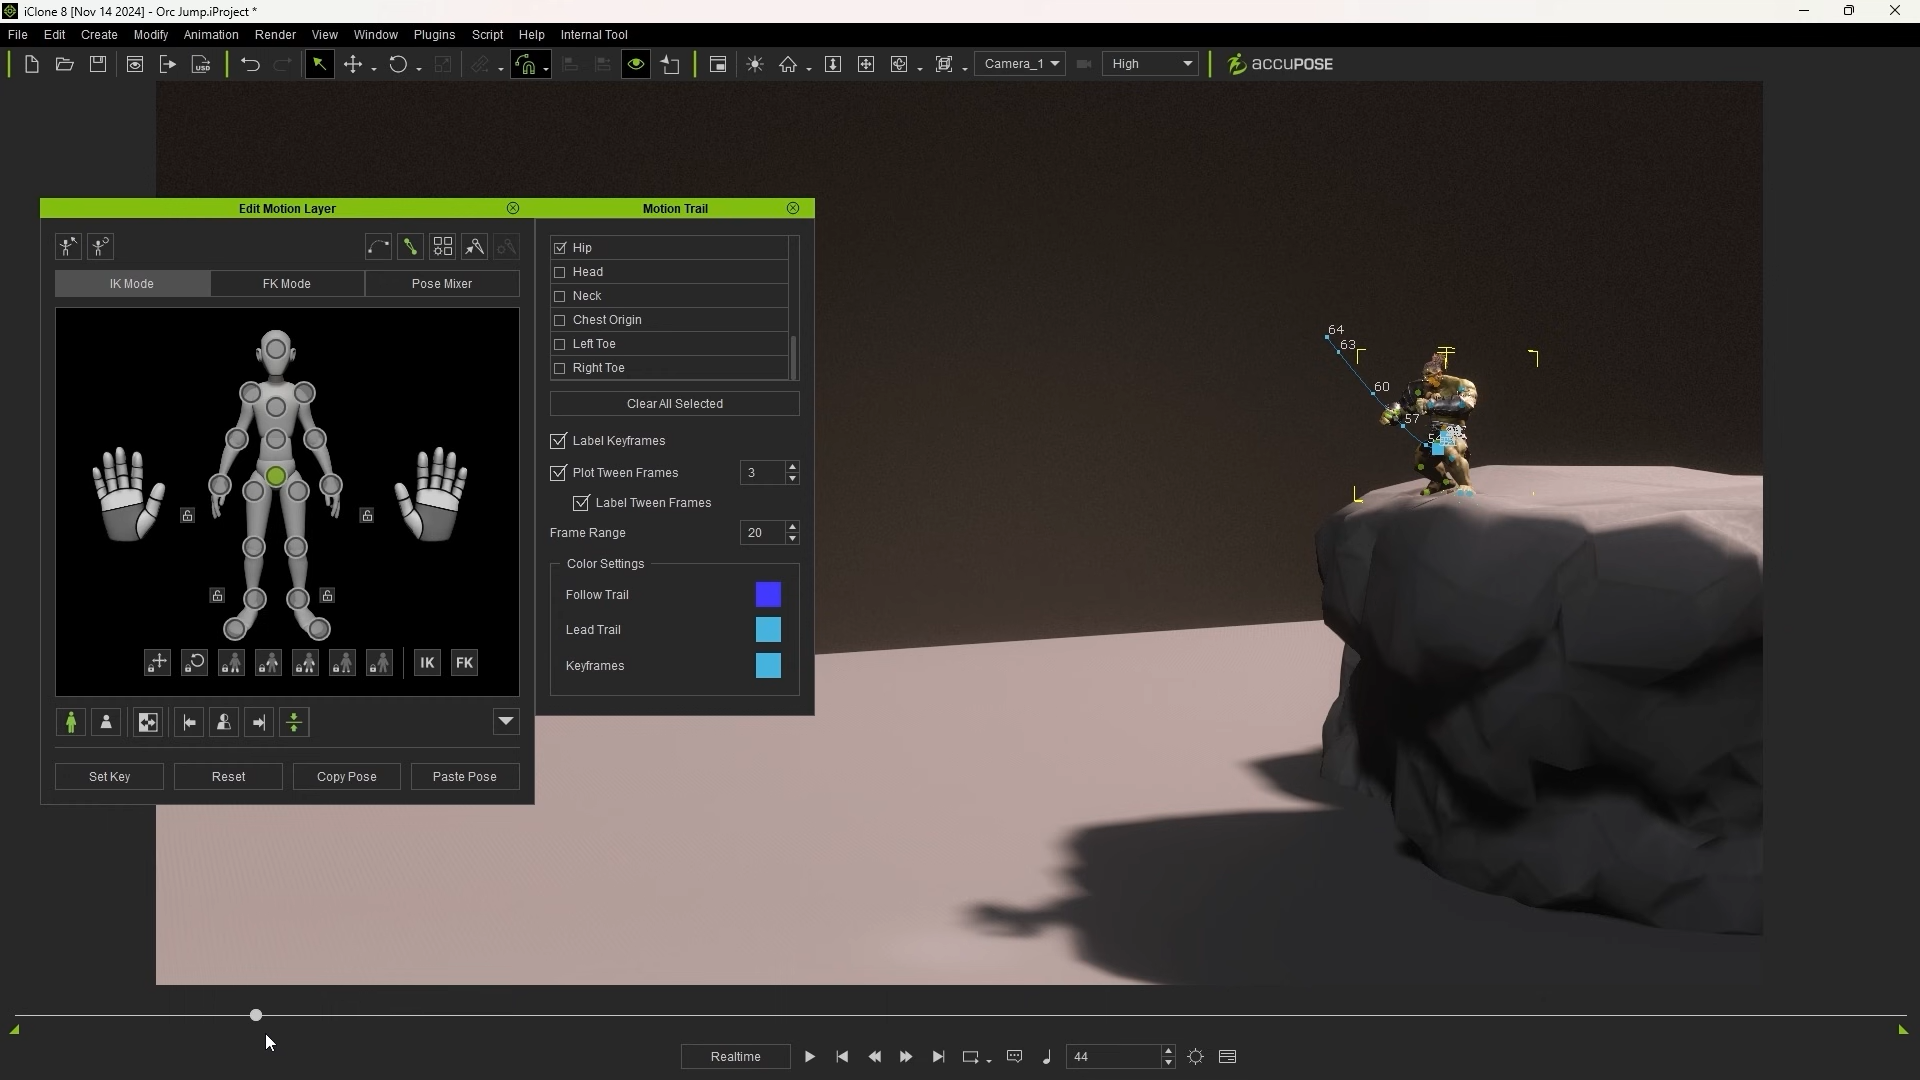 iClone 8 [Nov 14 2024] - Orc Jump.iProject *
File Edit Create Modify Animation Render View Window Plugins Script Help Internal Tool
USD Camera_1 High ACCUPOSE
Edit Motion Layer
Motion Trail
IK Mode FK Mode Pose Mixer
Hip
Head
Neck
Chest Origin
Left Toe
Right Toe
Clear All Selected
Label Keyframes
Plot Tween Frames 3
Label Tween Frames
Frame Range 20
Color Settings
Follow Trail
Lead Trail
Keyframes
IK FK
Set Key Reset Copy Pose Paste Pose
64
63
60
57
Realtime 44